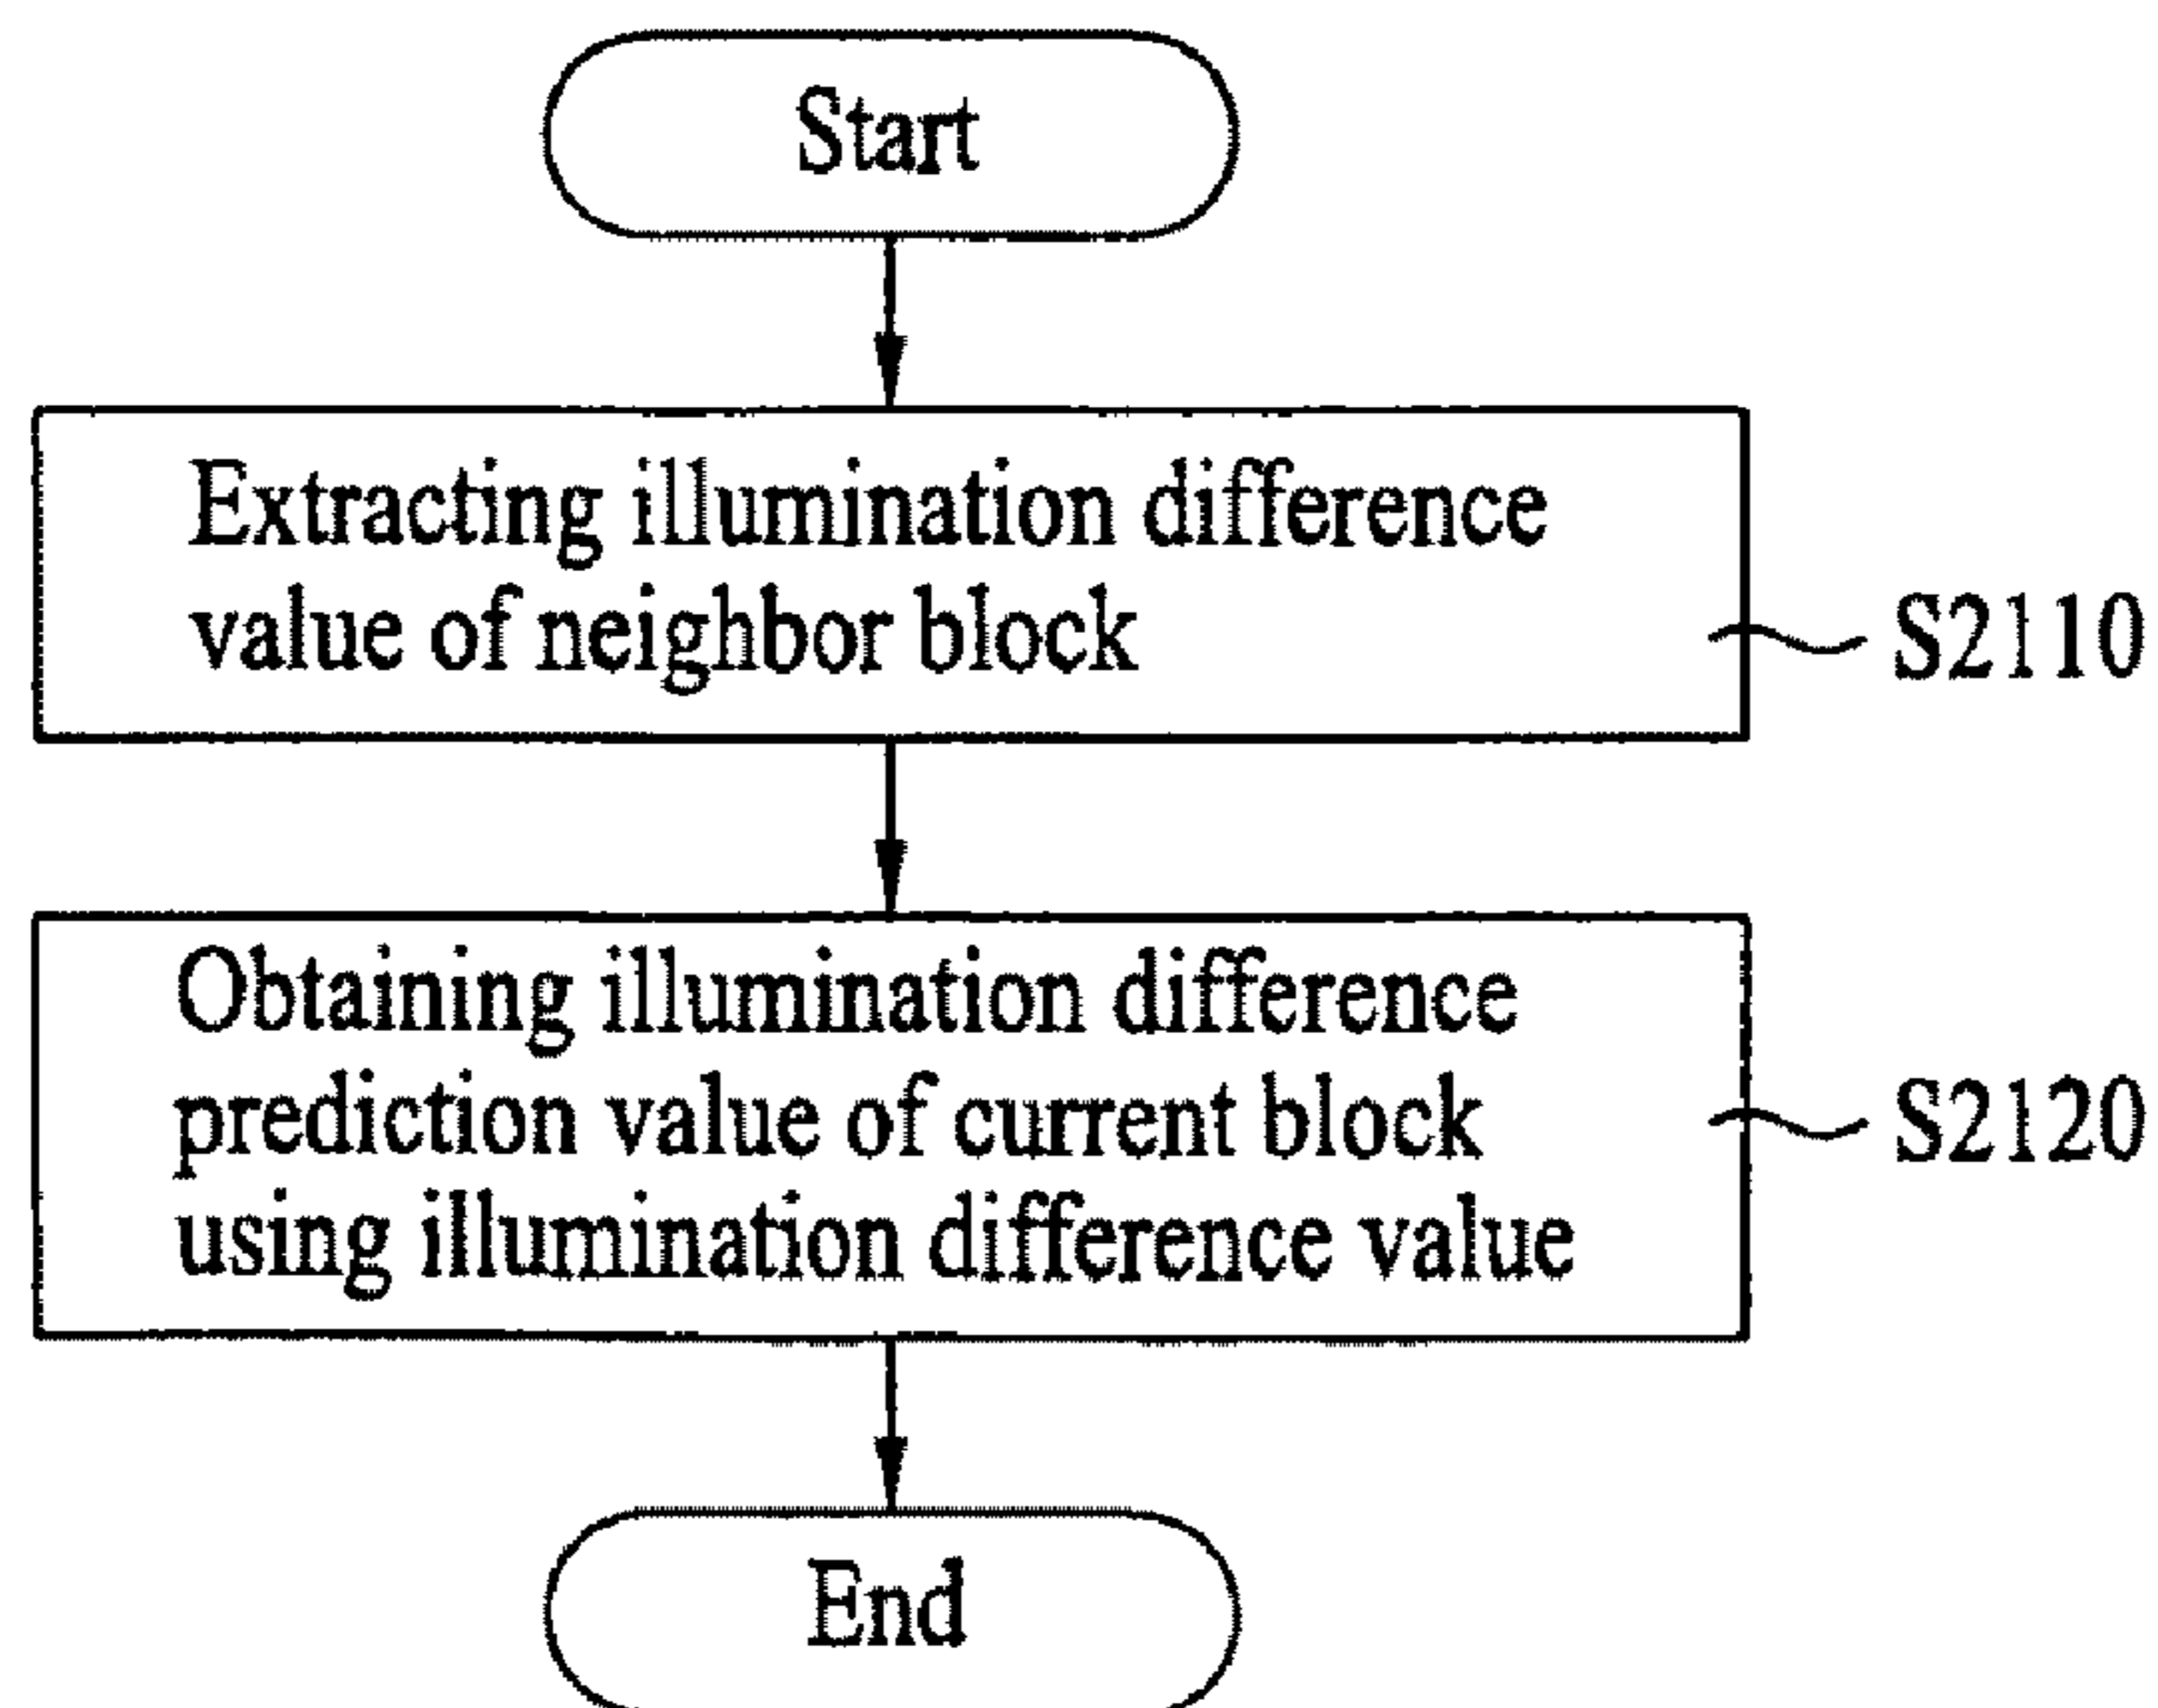 Start
Extracting illumination difference
value of neighbor block
S2110
Obtaining illumination difference
prediction value of current block
using illumination difference value
S2120
End